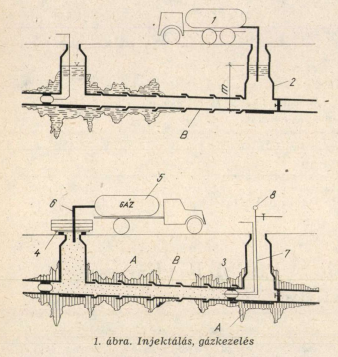 1
2
m
B
5
6
GÁZ
8
4
A
B
3
7
A
1. ábra. Injektálás, gázkezelés